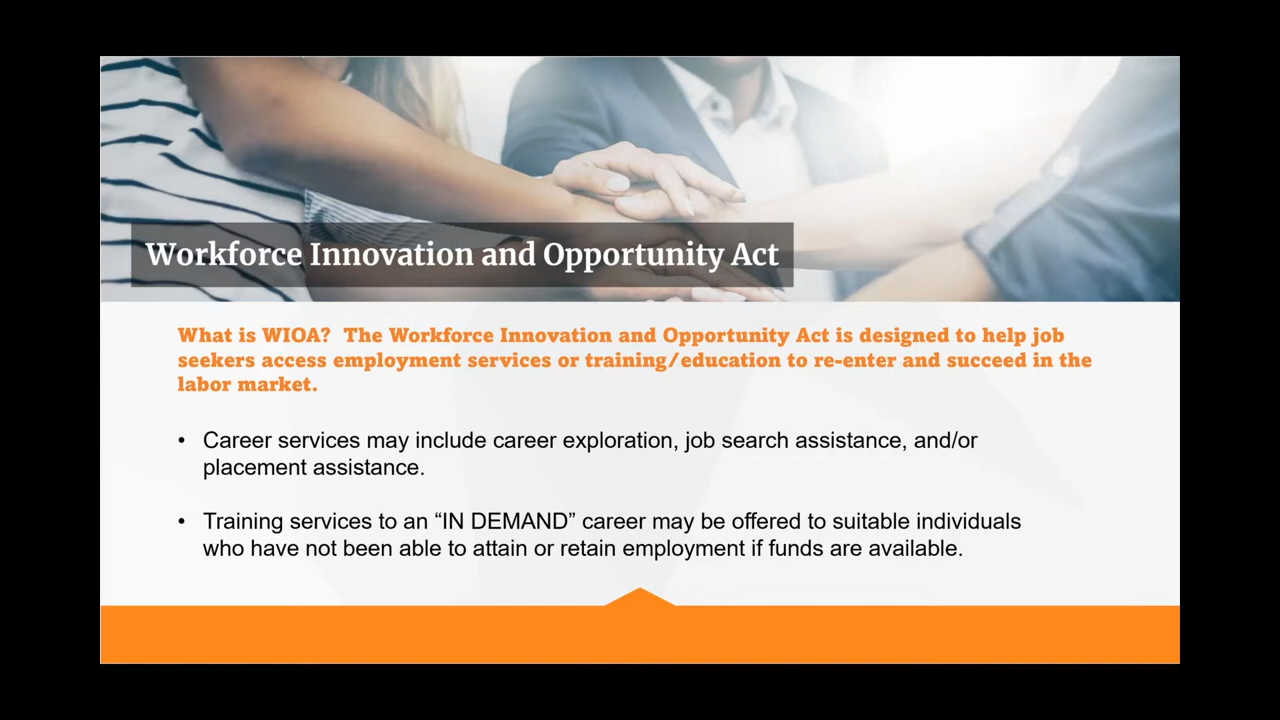 Workforce Innovation and Opportunity Act
What is WIOA?  The Workforce Innovation and Opportunity Act is designed to help job
seekers access employment services or training/education to re-enter and succeed in the
labor market.
• Career services may include career exploration, job search assistance, and/or
placement assistance.
• Training services to an “IN DEMAND” career may be offered to suitable individuals
who have not been able to attain or retain employment if funds are available.